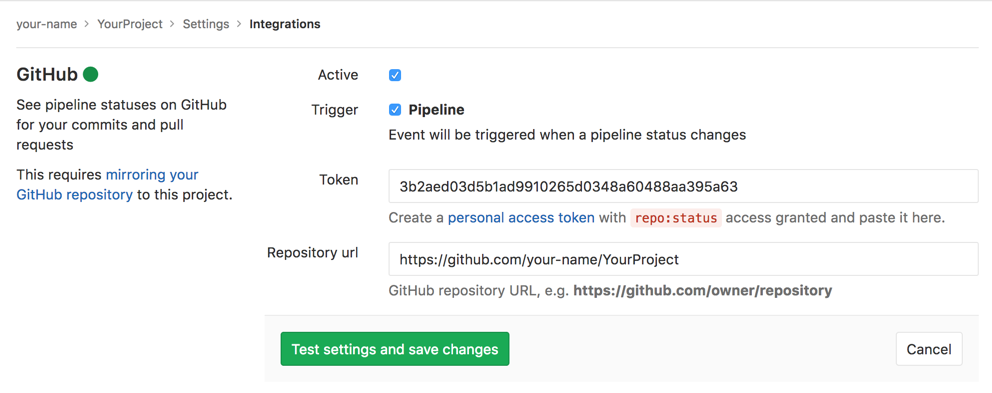 your-name > YourProject > Settings > Integrations
GitHub
See pipeline statuses on GitHub
for your commits and pull
requests
This requires mirroring your
GitHub repository to this project.
Active
Trigger
Pipeline
Event will be triggered when a pipeline status changes
Token
3b2aed03d5b1ad9910265d0348a60488aa395a63
Create a personal access token with repo:status access granted and paste it here.
Repository url
https://github.com/your-name/YourProject
GitHub repository URL, e.g. https://github.com/owner/repository
Test settings and save changes
Cancel